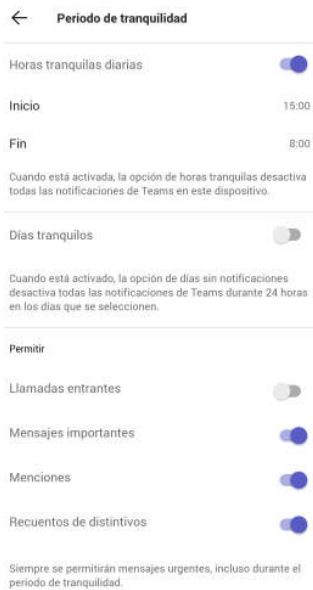 Periodo de tranquilidad
Horas tranquilas diarias
Inicio 15:00
Fin 8:00
Cuando está activada, la opción de horas tranquilas desactiva
todas las notificaciones de Teams en este dispositivo.
Días tranquilos
Cuando está activado, la opción de días sin notificaciones
desactiva todas las notificaciones de Teams durante 24 horas
en los días que se seleccionen.
Permitir
Llamadas entrantes
Mensajes importantes
Menciones
Recuentos de distintivos
Siempre se permitirán mensajes urgentes, incluso durante el
periodo de tranquilidad.